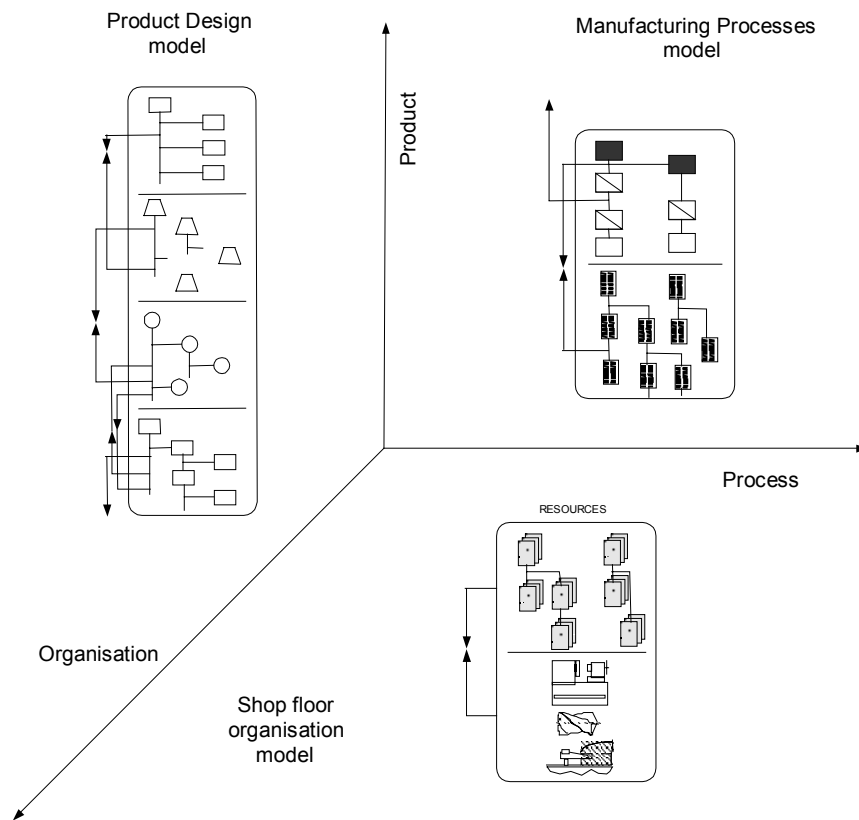 Product Design
model
Manufacturing Processes
model
Product
Process
RESOURCES
Organisation
Shop floor
organisation
model